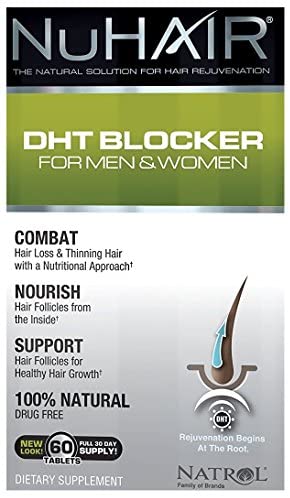 NuHAIR®
THE NATURAL SOLUTION FOR HAIR REJUVENATION
DHT BLOCKER
FOR MEN & WOMEN
COMBAT
Hair Loss & Thinning Hair
with a Nutritional Approach†
NOURISH
Hair Follicles from
the Inside†
SUPPORT
Hair Follicles for
Healthy Hair Growth†
100% NATURAL
DRUG FREE
DHT
Rejuvenation Begins
At The Root.
NEW LOOK!
60 TABLETS
FULL 30 DAY SUPPLY!
DIETARY SUPPLEMENT
NATROL®
Family of Brands